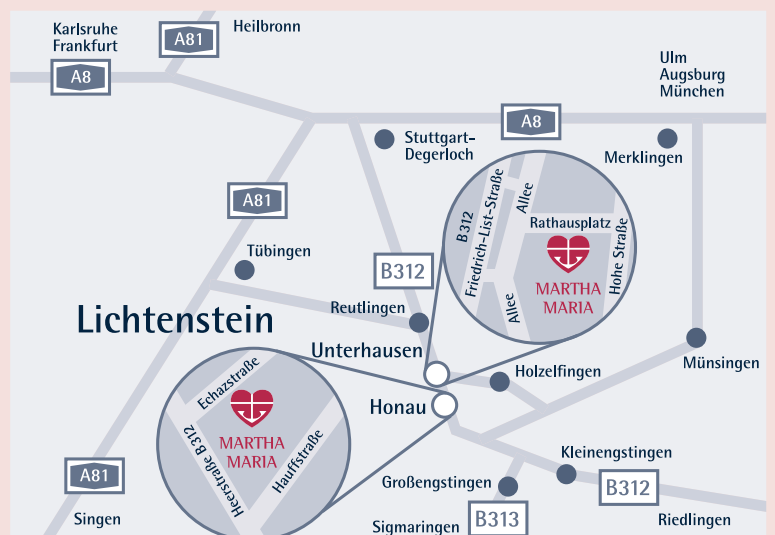 Karlsruhe
Frankfurt
A81
Heilbronn
A8
Ulm
Augsburg
München
A8
Stuttgart-
Degerloch
Merklingen
A81
B312
Friedrich-List-Straße
Allee
Rathausplatz
Hohe Straße
MARTHA
MARIA
Allee
Tübingen
B312
Reutlingen
Lichtenstein
Unterhausen
Münsingen
Holzelfingen
Honau
Echazstraße
MARTHA
MARIA
Heerstraße B312
Hauffstraße
A81
Singen
Kleinengstingen
Großengstingen
B312
B313
Sigmaringen
Riedlingen